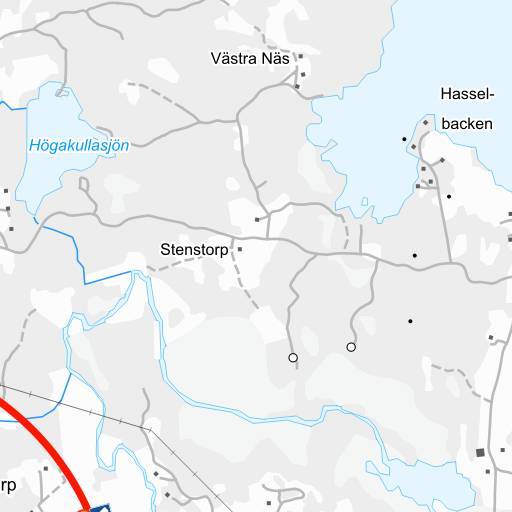 Västra Näs
Hassel-
backen
Högakullasjön
Stenstorp
rp